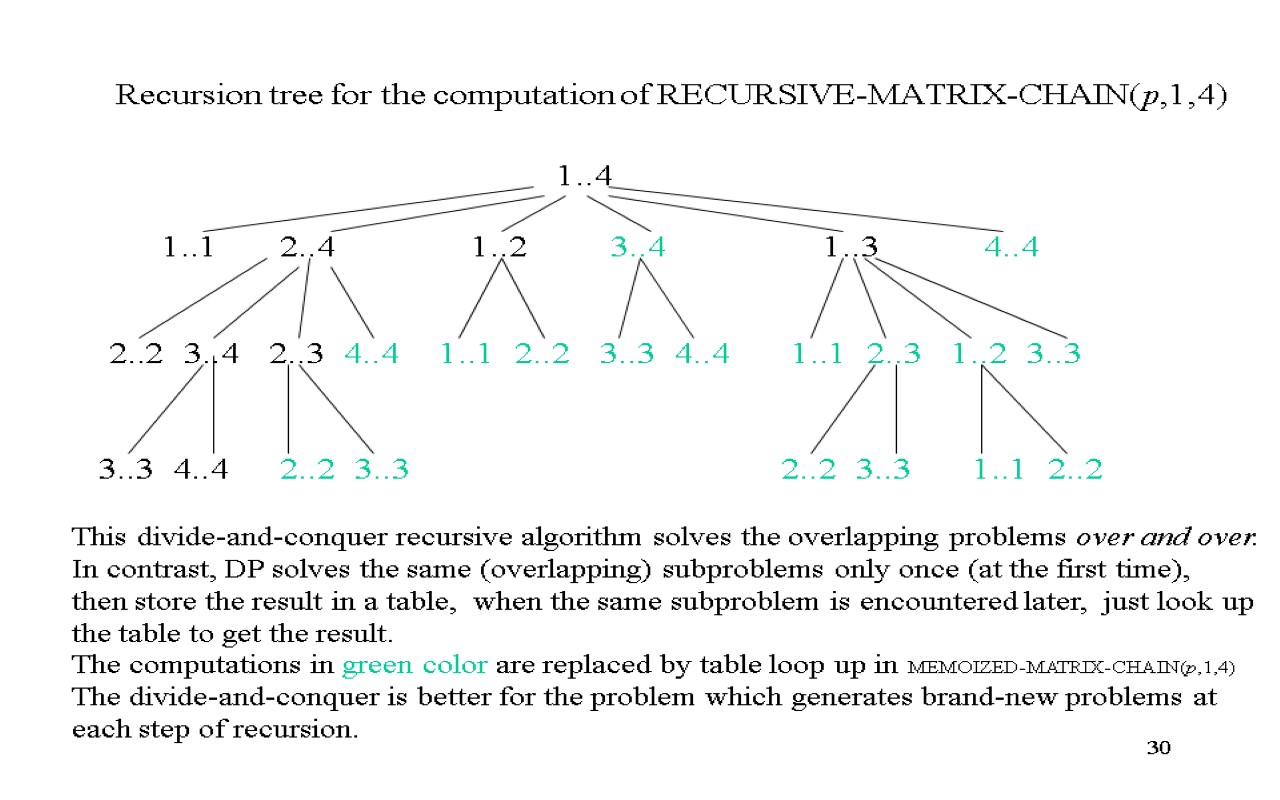 Recursion tree for the computation of RECURSIVE-MATRIX-CHAIN(p,1,4)
1..4
1..1 2..4 1..2 3..4 1..3 4..4
2..2 3..4 2..3 4..4 1..1 2..2 3..3 4..4 1..1 2..3 1..2 3..3
3..3 4..4 2..2 3..3 2..2 3..3 1..1 2..2
This divide-and-conquer recursive algorithm solves the overlapping problems over and over.
In contrast, DP solves the same (overlapping) subproblems only once (at the first time),
then store the result in a table, when the same subproblem is encountered later, just look up
the table to get the result.
The computations in green color are replaced by table loop up in MEMOIZED-MATRIX-CHAIN(p,1,4)
The divide-and-conquer is better for the problem which generates brand-new problems at
each step of recursion.
30